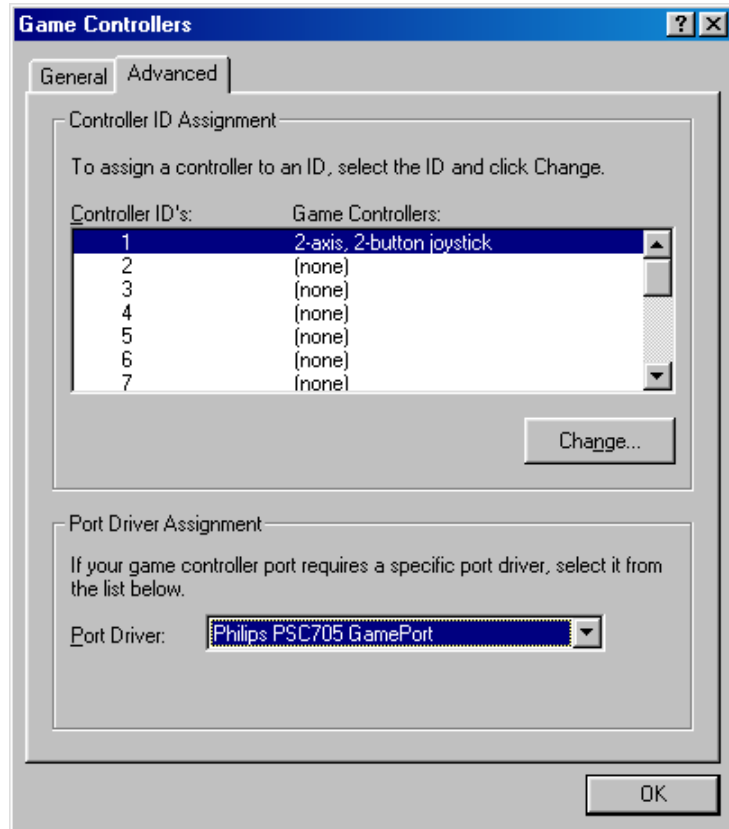 Game Controllers
General Advanced
Controller ID Assignment
To assign a controller to an ID, select the ID and click Change.
Controller ID's: Game Controllers:
1 2-axis, 2-button joystick
2 (none)
3 (none)
4 (none)
5 (none)
6 (none)
7 (none)
Change...
Port Driver Assignment
If your game controller port requires a specific port driver, select it from
the list below.
Port Driver: Philips PSC705 GamePort
OK